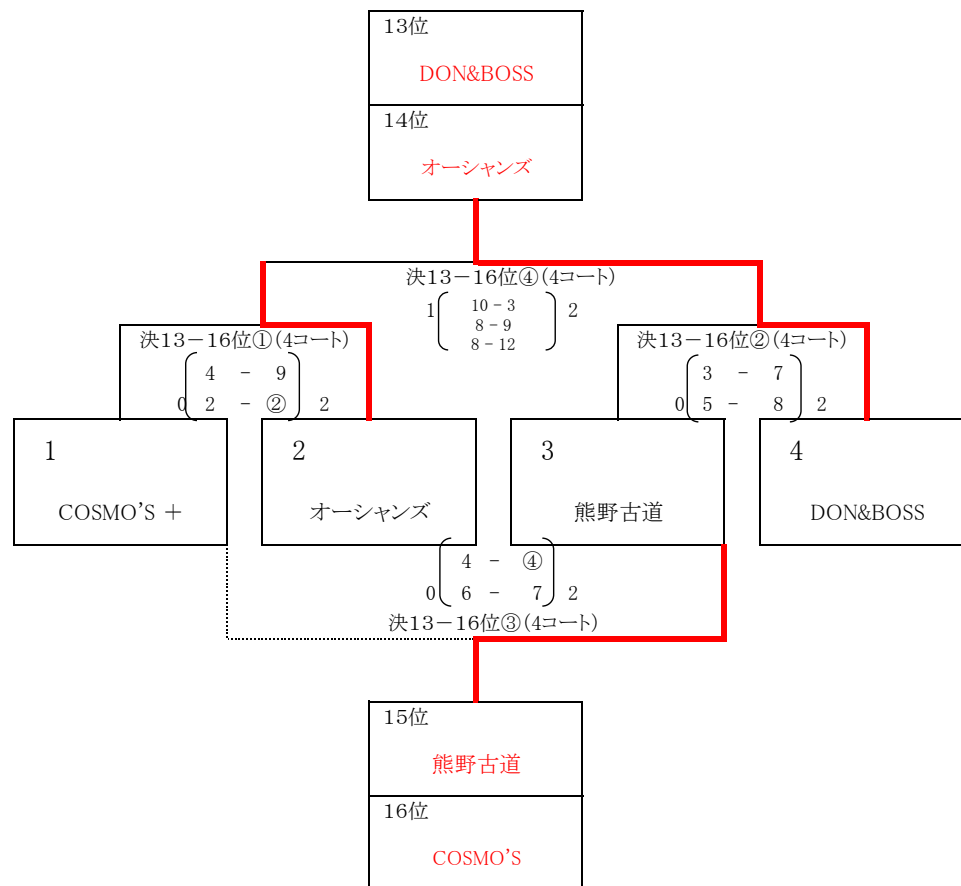 13位
DON&BOSS
14位
オーシャンズ
決13－16位④(4コート)
1 10 - 3 2
8 - 9
8 - 12
決13－16位①(4コート)
4 - 9
0 2 - ② 2
決13－16位②(4コート)
3 - 7
0 5 - 8 2
1
COSMO'S +
2
オーシャンズ
3
熊野古道
4
DON&BOSS
4 - ④
0 6 - 7 2
決13－16位③(4コート)
15位
熊野古道
16位
COSMO'S